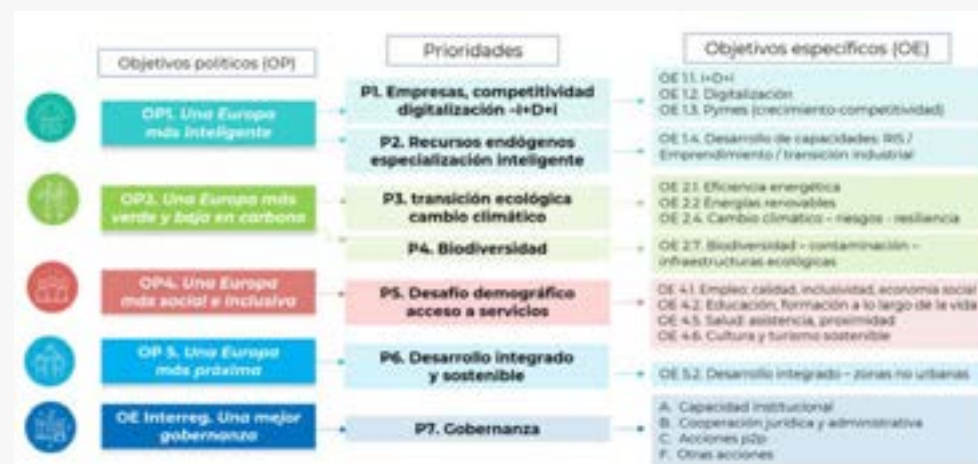 Objetivos políticos (OP)
Prioridades
Objetivos específicos (OE)
OP1. Una Europa
más inteligente
P1. Empresas, competitividad
digitalización -I+D+i
OE 1.1. I+D+i
OE 1.2. Digitalización
OE 1.3. Pymes (crecimiento-competitividad)
P2. Recursos endógenos
especialización inteligente
OE 1.4. Desarrollo de capacidades: RIS /
Emprendimiento / transición industrial
OP2. Una Europa más
verde y baja en carbono
P3. transición ecológica
cambio climático
OE 2.1. Eficiencia energética
OE 2.2 Energías renovables
OE 2.4. Cambio climático – riesgos - resiliencia
P4. Biodiversidad
OE 2.7. Biodiversidad – contaminación –
infraestructuras ecológicas
OP4. Una Europa
más social e inclusiva
P5. Desafío demográfico
acceso a servicios
OE 4.1. Empleo: calidad, inclusividad, economía social
OE 4.2. Educación, formación a lo largo de la vida
OE 4.5. Salud: asistencia, proximidad
OE 4.6. Cultura y turismo sostenible
OP 5. Una Europa
más próxima
P6. Desarrollo integrado
y sostenible
OE 5.2. Desarrollo integrado – zonas no urbanas
OE Interreg. Una mejor
gobernanza
P7. Gobernanza
A. Capacidad institucional
B. Cooperación jurídica y administrativa
C. Acciones p2p
F. Otras acciones